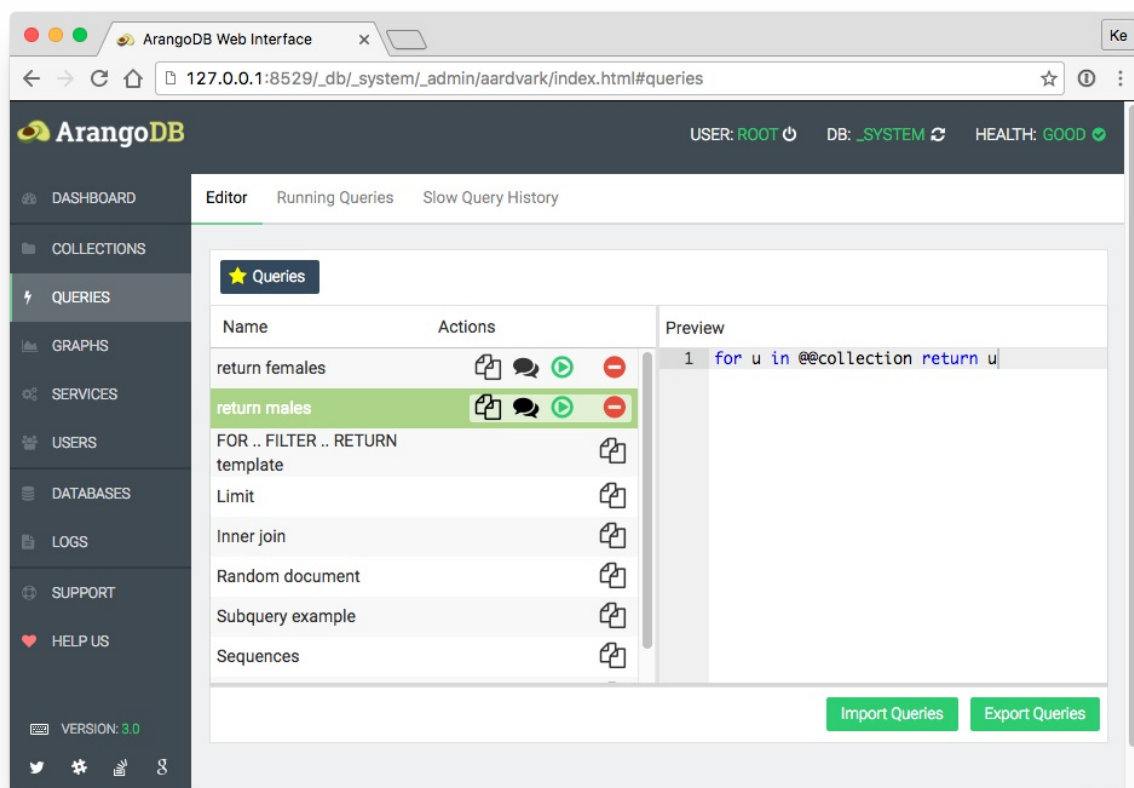 ArangoDB Web Interface
Ke
127.0.0.1:8529/_db/_system/_admin/aardvark/index.html#queries
ArangoDB
USER: ROOT DB: _SYSTEM HEALTH: GOOD
DASHBOARD
COLLECTIONS
QUERIES
GRAPHS
SERVICES
USERS
DATABASES
LOGS
SUPPORT
HELP US
VERSION: 3.0
Editor Running Queries Slow Query History
Queries
Name Actions
return females
return males
FOR .. FILTER .. RETURN
template
Limit
Inner join
Random document
Subquery example
Sequences
Preview
1 for u in @@collection return u
Import Queries Export Queries